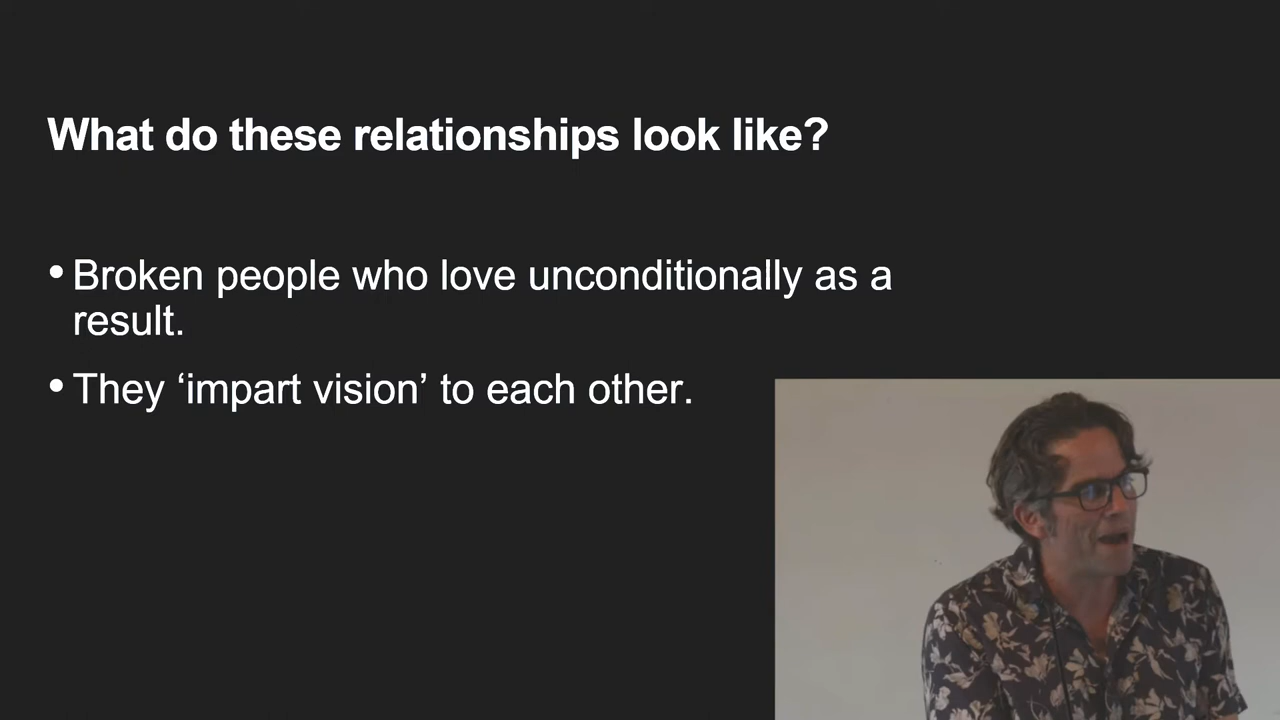 What do these relationships look like?
• Broken people who love unconditionally as a
result.
• They ‘impart vision’ to each other.